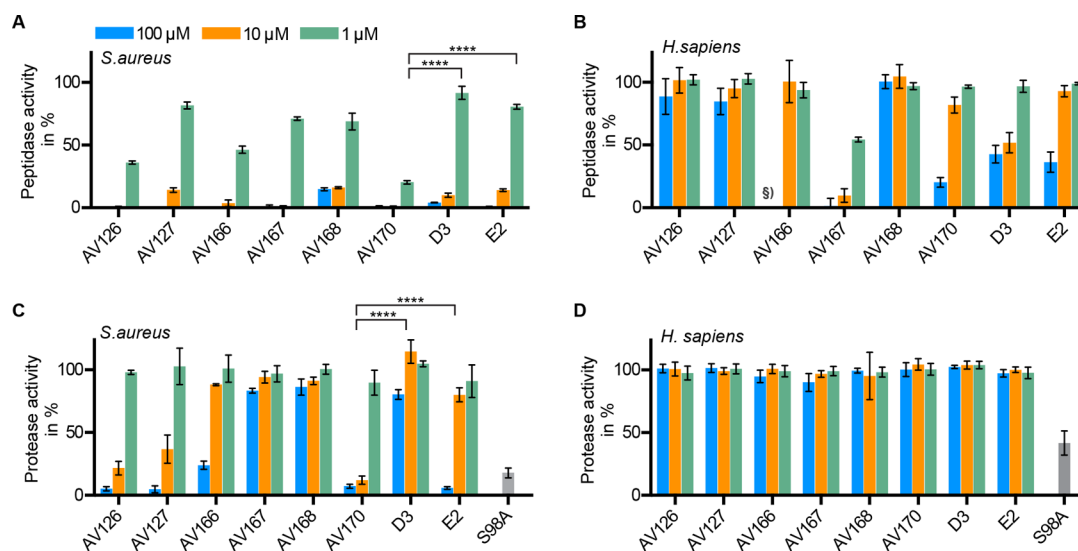 A
100 µM 10 µM 1 µM
S.aureus
**** ****
Peptidase activity
in %
100
50
0
AV126 AV127 AV166 AV167 AV168 AV170 D3 E2
B
H.sapiens
Peptidase activity
in %
100
50
0
§)
AV126 AV127 AV166 AV167 AV168 AV170 D3 E2
C
S.aureus
**** ****
Protease activity
in %
100
50
0
AV126 AV127 AV166 AV167 AV168 AV170 D3 E2 S98A
D
H. sapiens
Protease activity
in %
100
50
0
AV126 AV127 AV166 AV167 AV168 AV170 D3 E2 S98A